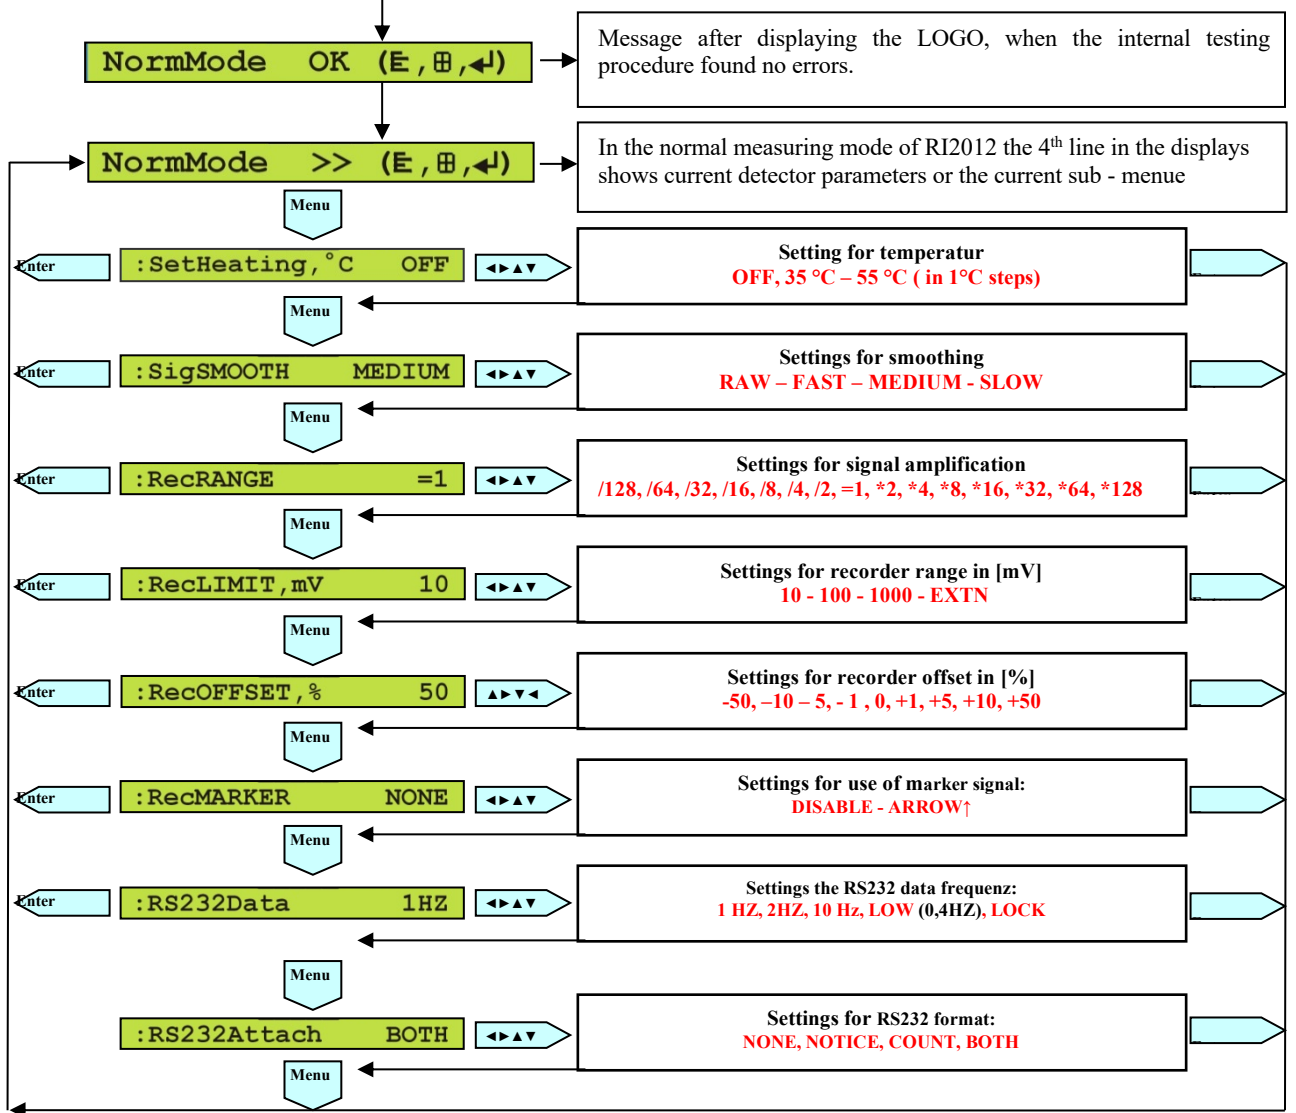 NormMode OK (E,⊞,↵)
Message after displaying the LOGO, when the internal testing
procedure found no errors.
NormMode >> (E,⊞,↵)
In the normal measuring mode of RI2012 the 4th line in the displays
shows current detector parameters or the current sub - menue
Menu
Enter
:SetHeating,°C OFF
◄►▲▼
Setting for temperatur
OFF, 35 °C – 55 °C ( in 1°C steps)
Menu
Enter
:SigSMOOTH MEDIUM
◄►▲▼
Settings for smoothing
RAW – FAST – MEDIUM - SLOW
Menu
Enter
:RecRANGE =1
◄►▲▼
Settings for signal amplification
/128, /64, /32, /16, /8, /4, /2, =1, *2, *4, *8, *16, *32, *64, *128
Menu
Enter
:RecLIMIT,mV 10
◄►▲▼
Settings for recorder range in [mV]
10 - 100 - 1000 - EXTN
Menu
Enter
:RecOFFSET,% 50
▲►▼◄
Settings for recorder offset in [%]
-50, –10 – 5, - 1 , 0, +1, +5, +10, +50
Menu
Enter
:RecMARKER NONE
◄►▲▼
Settings for use of marker signal:
DISABLE - ARROW↑
Menu
Enter
:RS232Data 1HZ
◄►▲▼
Settings the RS232 data frequenz:
1 HZ, 2HZ, 10 Hz, LOW (0,4HZ), LOCK
Menu
:RS232Attach BOTH
◄►▲▼
Settings for RS232 format:
NONE, NOTICE, COUNT, BOTH
Menu